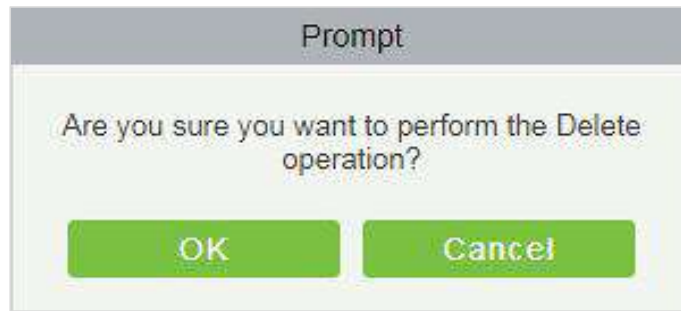 Prompt
Are you sure you want to perform the Delete
operation?
OK
Cancel